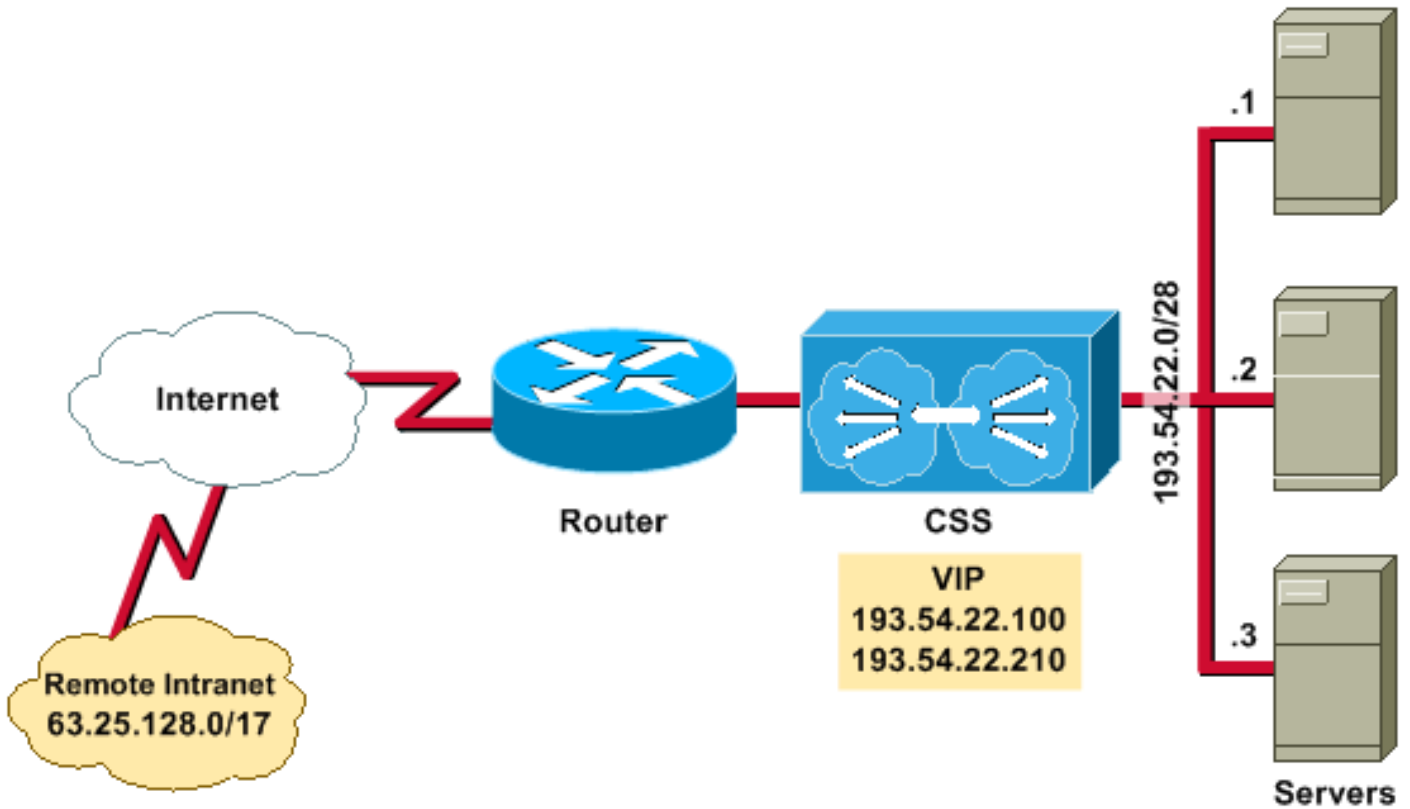 .1
193.54.22.0/28
.2
Internet
Router
CSS
VIP
193.54.22.100
193.54.22.210
.3
Remote Intranet
63.25.128.0/17
Servers